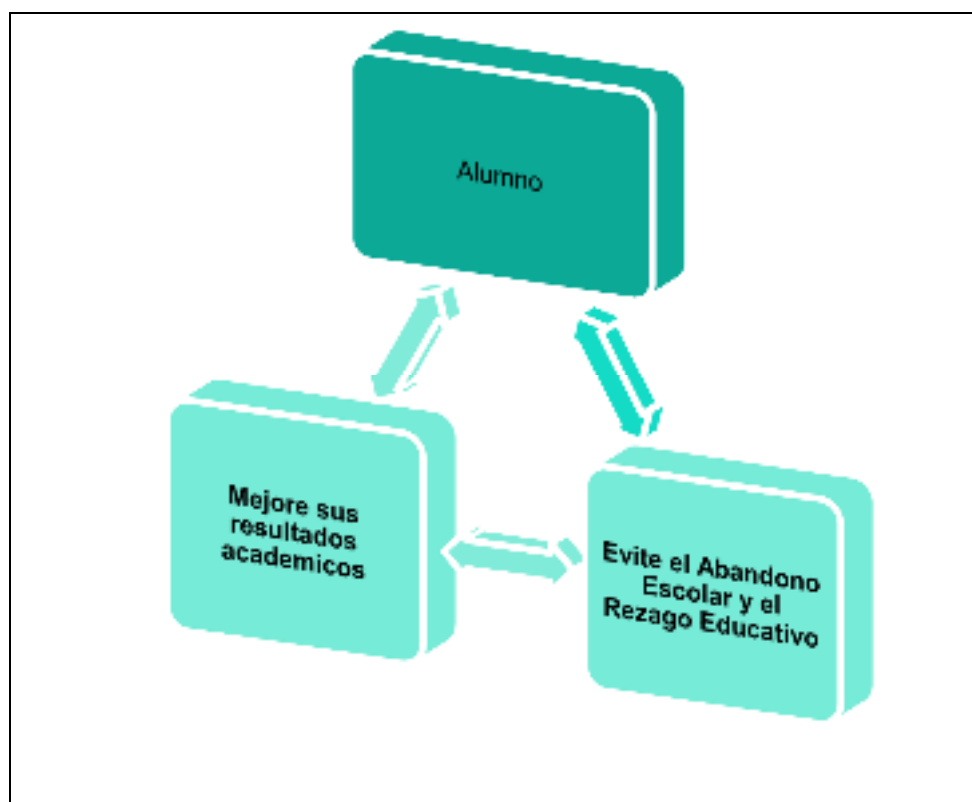 Alumno
Mejore sus
resultados
academicos
Evite el Abandono
Escolar y el
Rezago Educativo